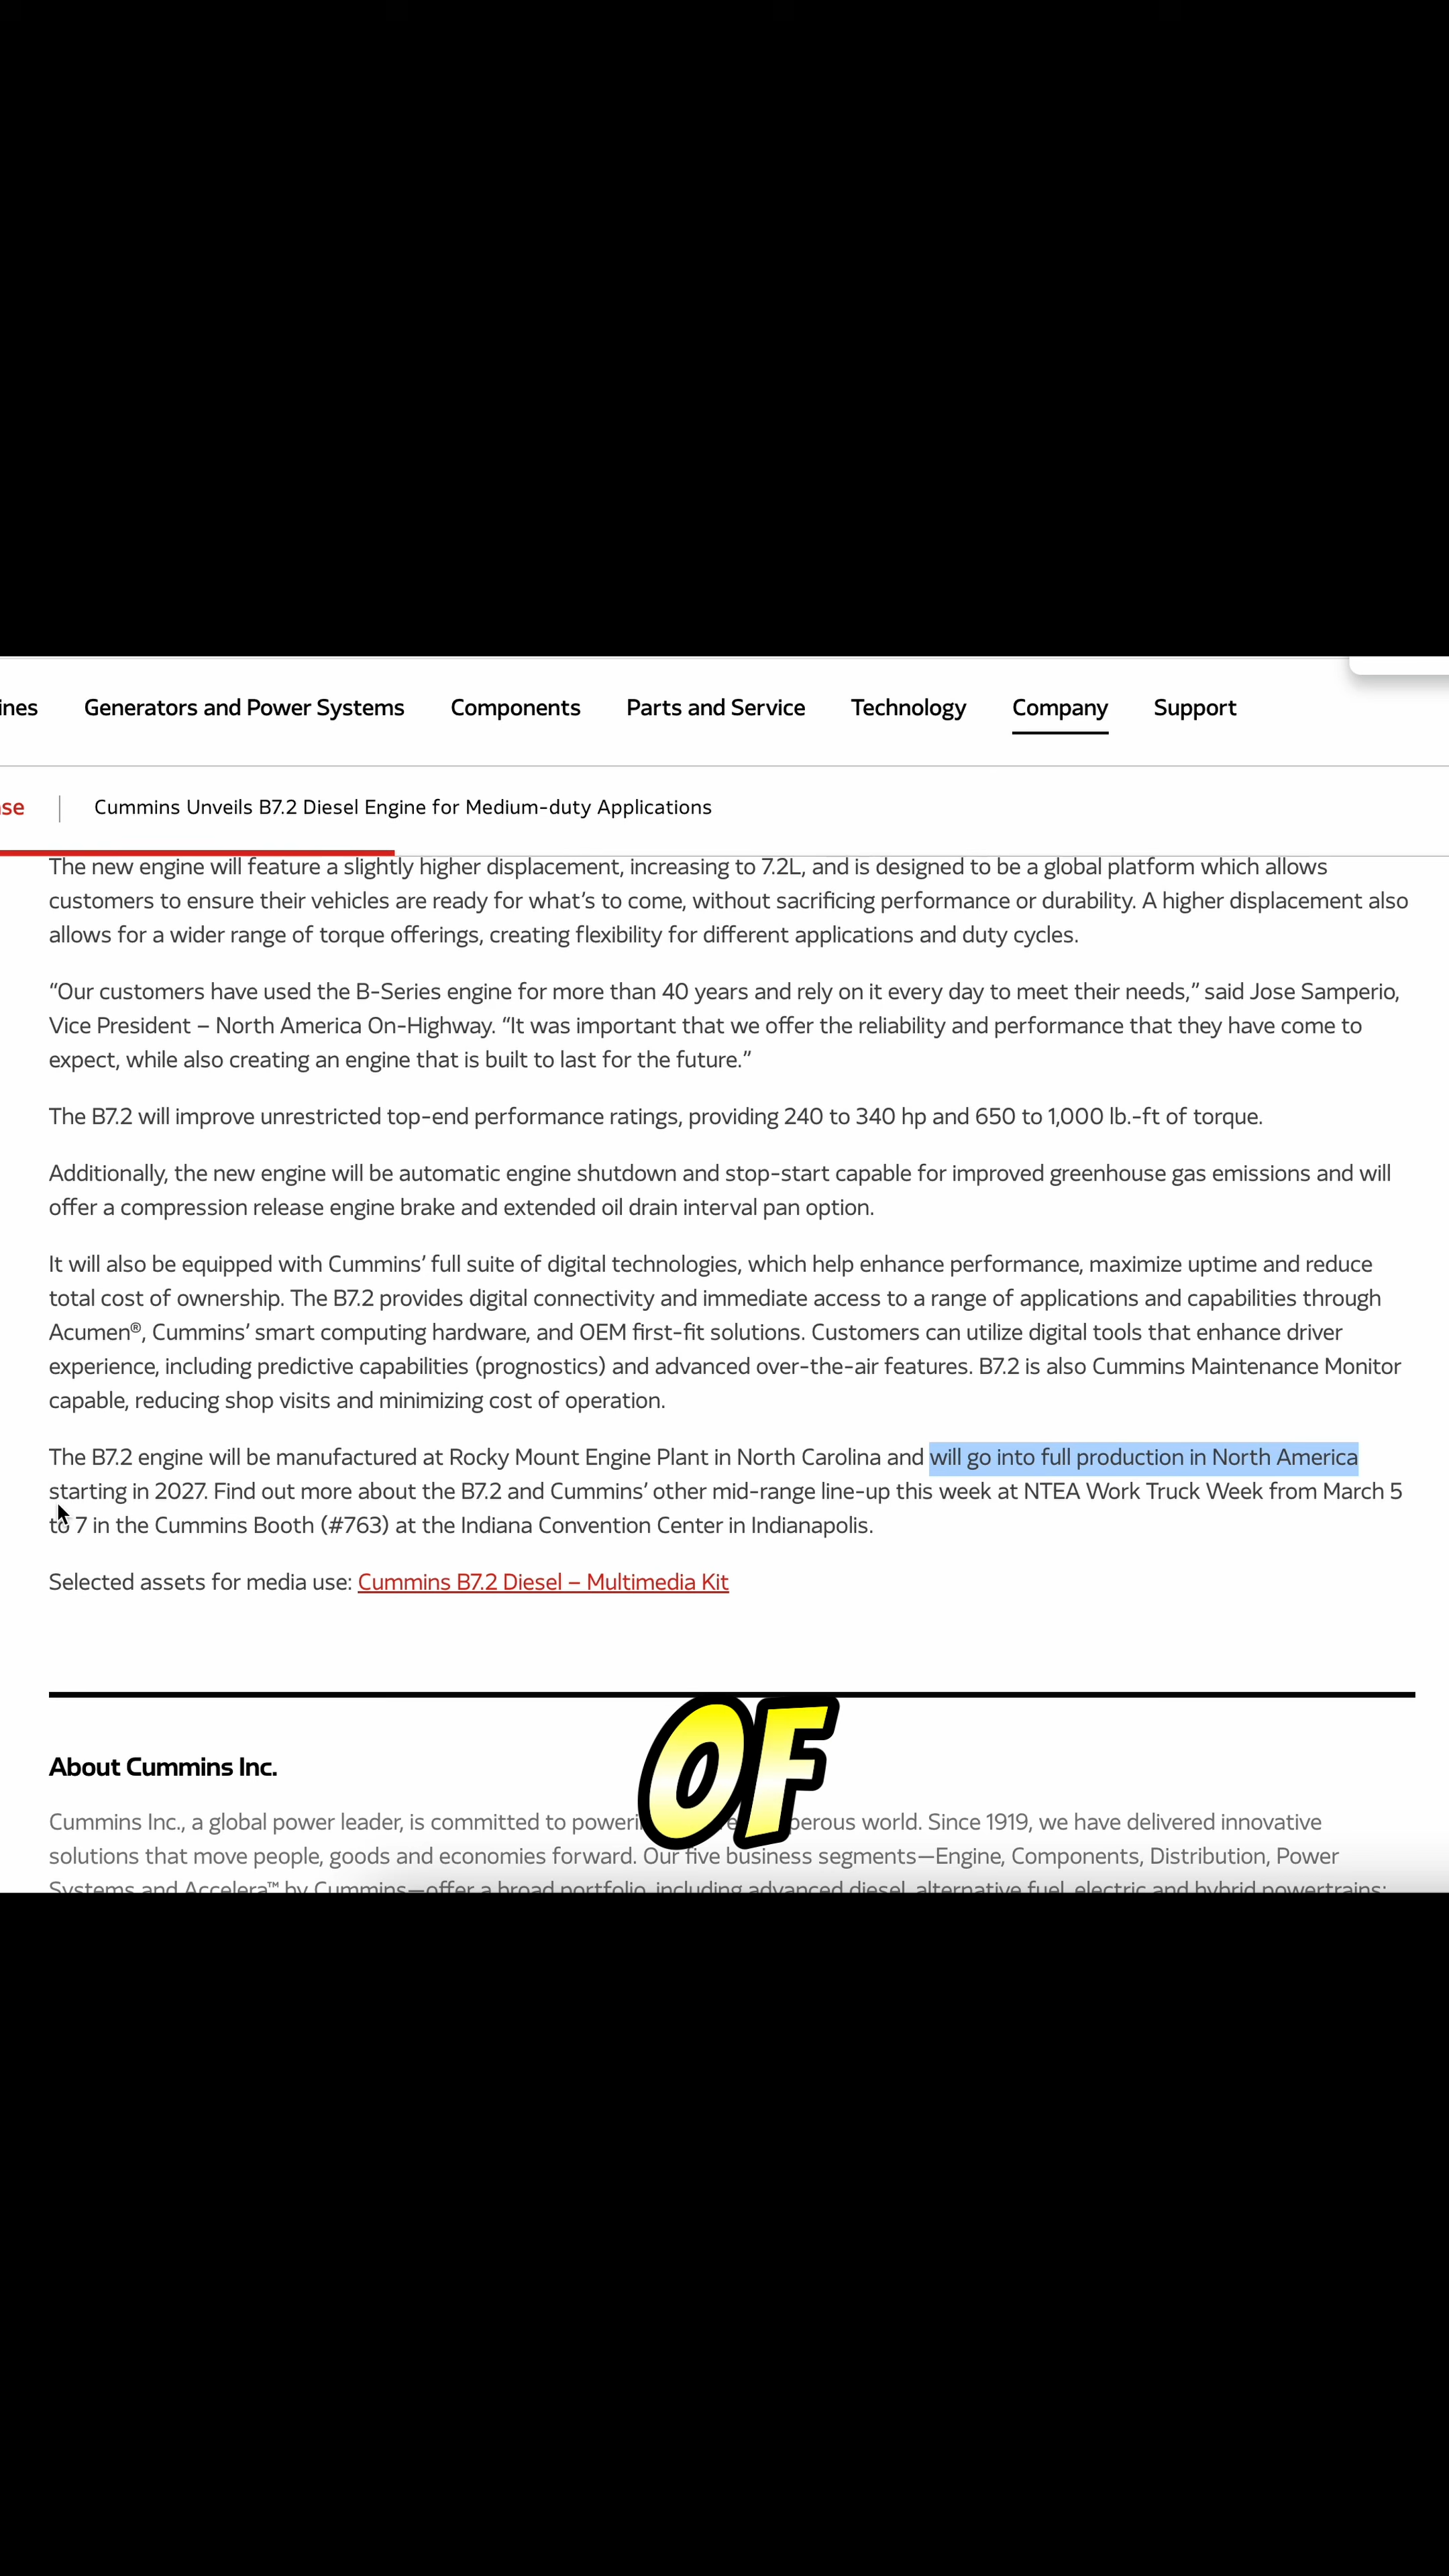 Generators and Power Systems Components Parts and Service Technology Company Support
Cummins Unveils B7.2 Diesel Engine for Medium-duty Applications
The new engine will feature a slightly higher displacement, increasing to 7.2L, and is designed to be a global platform which allows
customers to ensure their vehicles are ready for what's to come, without sacrificing performance or durability. A higher displacement also
allows for a wider range of torque offerings, creating flexibility for different applications and duty cycles.
“Our customers have used the B-Series engine for more than 40 years and rely on it every day to meet their needs,” said Jose Samperio,
Vice President – North America On-Highway. “It was important that we offer the reliability and performance that they have come to
expect, while also creating an engine that is built to last for the future.”
The B7.2 will improve unrestricted top-end performance ratings, providing 240 to 340 hp and 650 to 1,000 lb.-ft of torque.
Additionally, the new engine will be automatic engine shutdown and stop-start capable for improved greenhouse gas emissions and will
offer a compression release engine brake and extended oil drain interval pan option.
It will also be equipped with Cummins’ full suite of digital technologies, which help enhance performance, maximize uptime and reduce
total cost of ownership. The B7.2 provides digital connectivity and immediate access to a range of applications and capabilities through
Acumen®, Cummins’ smart computing hardware, and OEM first-fit solutions. Customers can utilize digital tools that enhance driver
experience, including predictive capabilities (prognostics) and advanced over-the-air features. B7.2 is also Cummins Maintenance Monitor
capable, reducing shop visits and minimizing cost of operation.
The B7.2 engine will be manufactured at Rocky Mount Engine Plant in North Carolina and will go into full production in North America
starting in 2027. Find out more about the B7.2 and Cummins’ other mid-range line-up this week at NTEA Work Truck Week from March 5
to 7 in the Cummins Booth (#763) at the Indiana Convention Center in Indianapolis.
Selected assets for media use: Cummins B7.2 Diesel – Multimedia Kit
OF
About Cummins Inc.
Cummins Inc., a global power leader, is committed to world. Since 1919, we have delivered innovative
solutions that move people, goods and economies forward. Our five business segments—Engine, Components, Distribution, Power
Systems and Accelera™ by Cummins—offer a broad portfolio, including advanced diesel, alternative fuel, electric and hybrid powertrains;